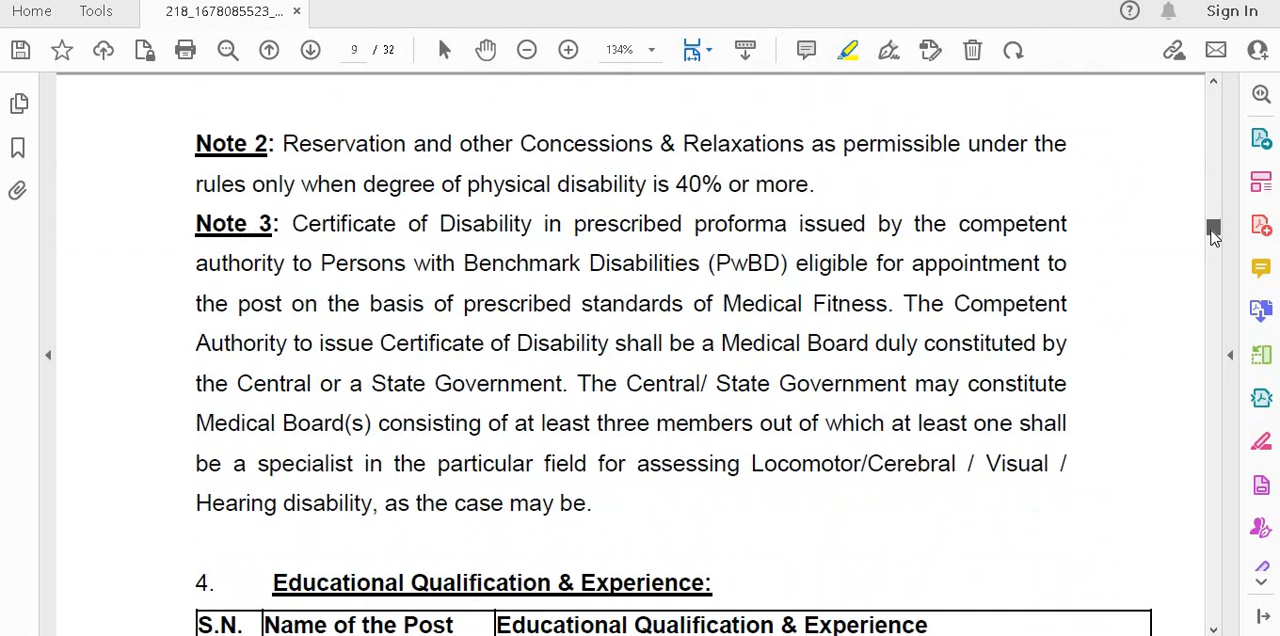 Home Tools 218_1678085523_... × Sign In
9 / 32 134%
Note 2: Reservation and other Concessions & Relaxations as permissible under the
rules only when degree of physical disability is 40% or more.
Note 3: Certificate of Disability in prescribed proforma issued by the competent
authority to Persons with Benchmark Disabilities (PwBD) eligible for appointment to
the post on the basis of prescribed standards of Medical Fitness. The Competent
Authority to issue Certificate of Disability shall be a Medical Board duly constituted by
the Central or a State Government. The Central/ State Government may constitute
Medical Board(s) consisting of at least three members out of which at least one shall
be a specialist in the particular field for assessing Locomotor/Cerebral / Visual /
Hearing disability, as the case may be.
4. Educational Qualification & Experience:
S.N. Name of the Post Educational Qualification & Experience